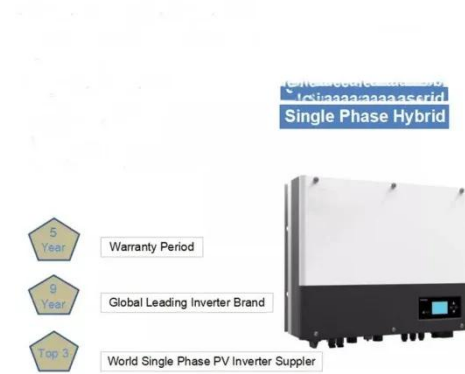 Single Phase Hybrid
5
Year
Warranty Period
9
Year
Global Leading Inverter Brand
Top 3
World Single Phase PV Inverter Suppler